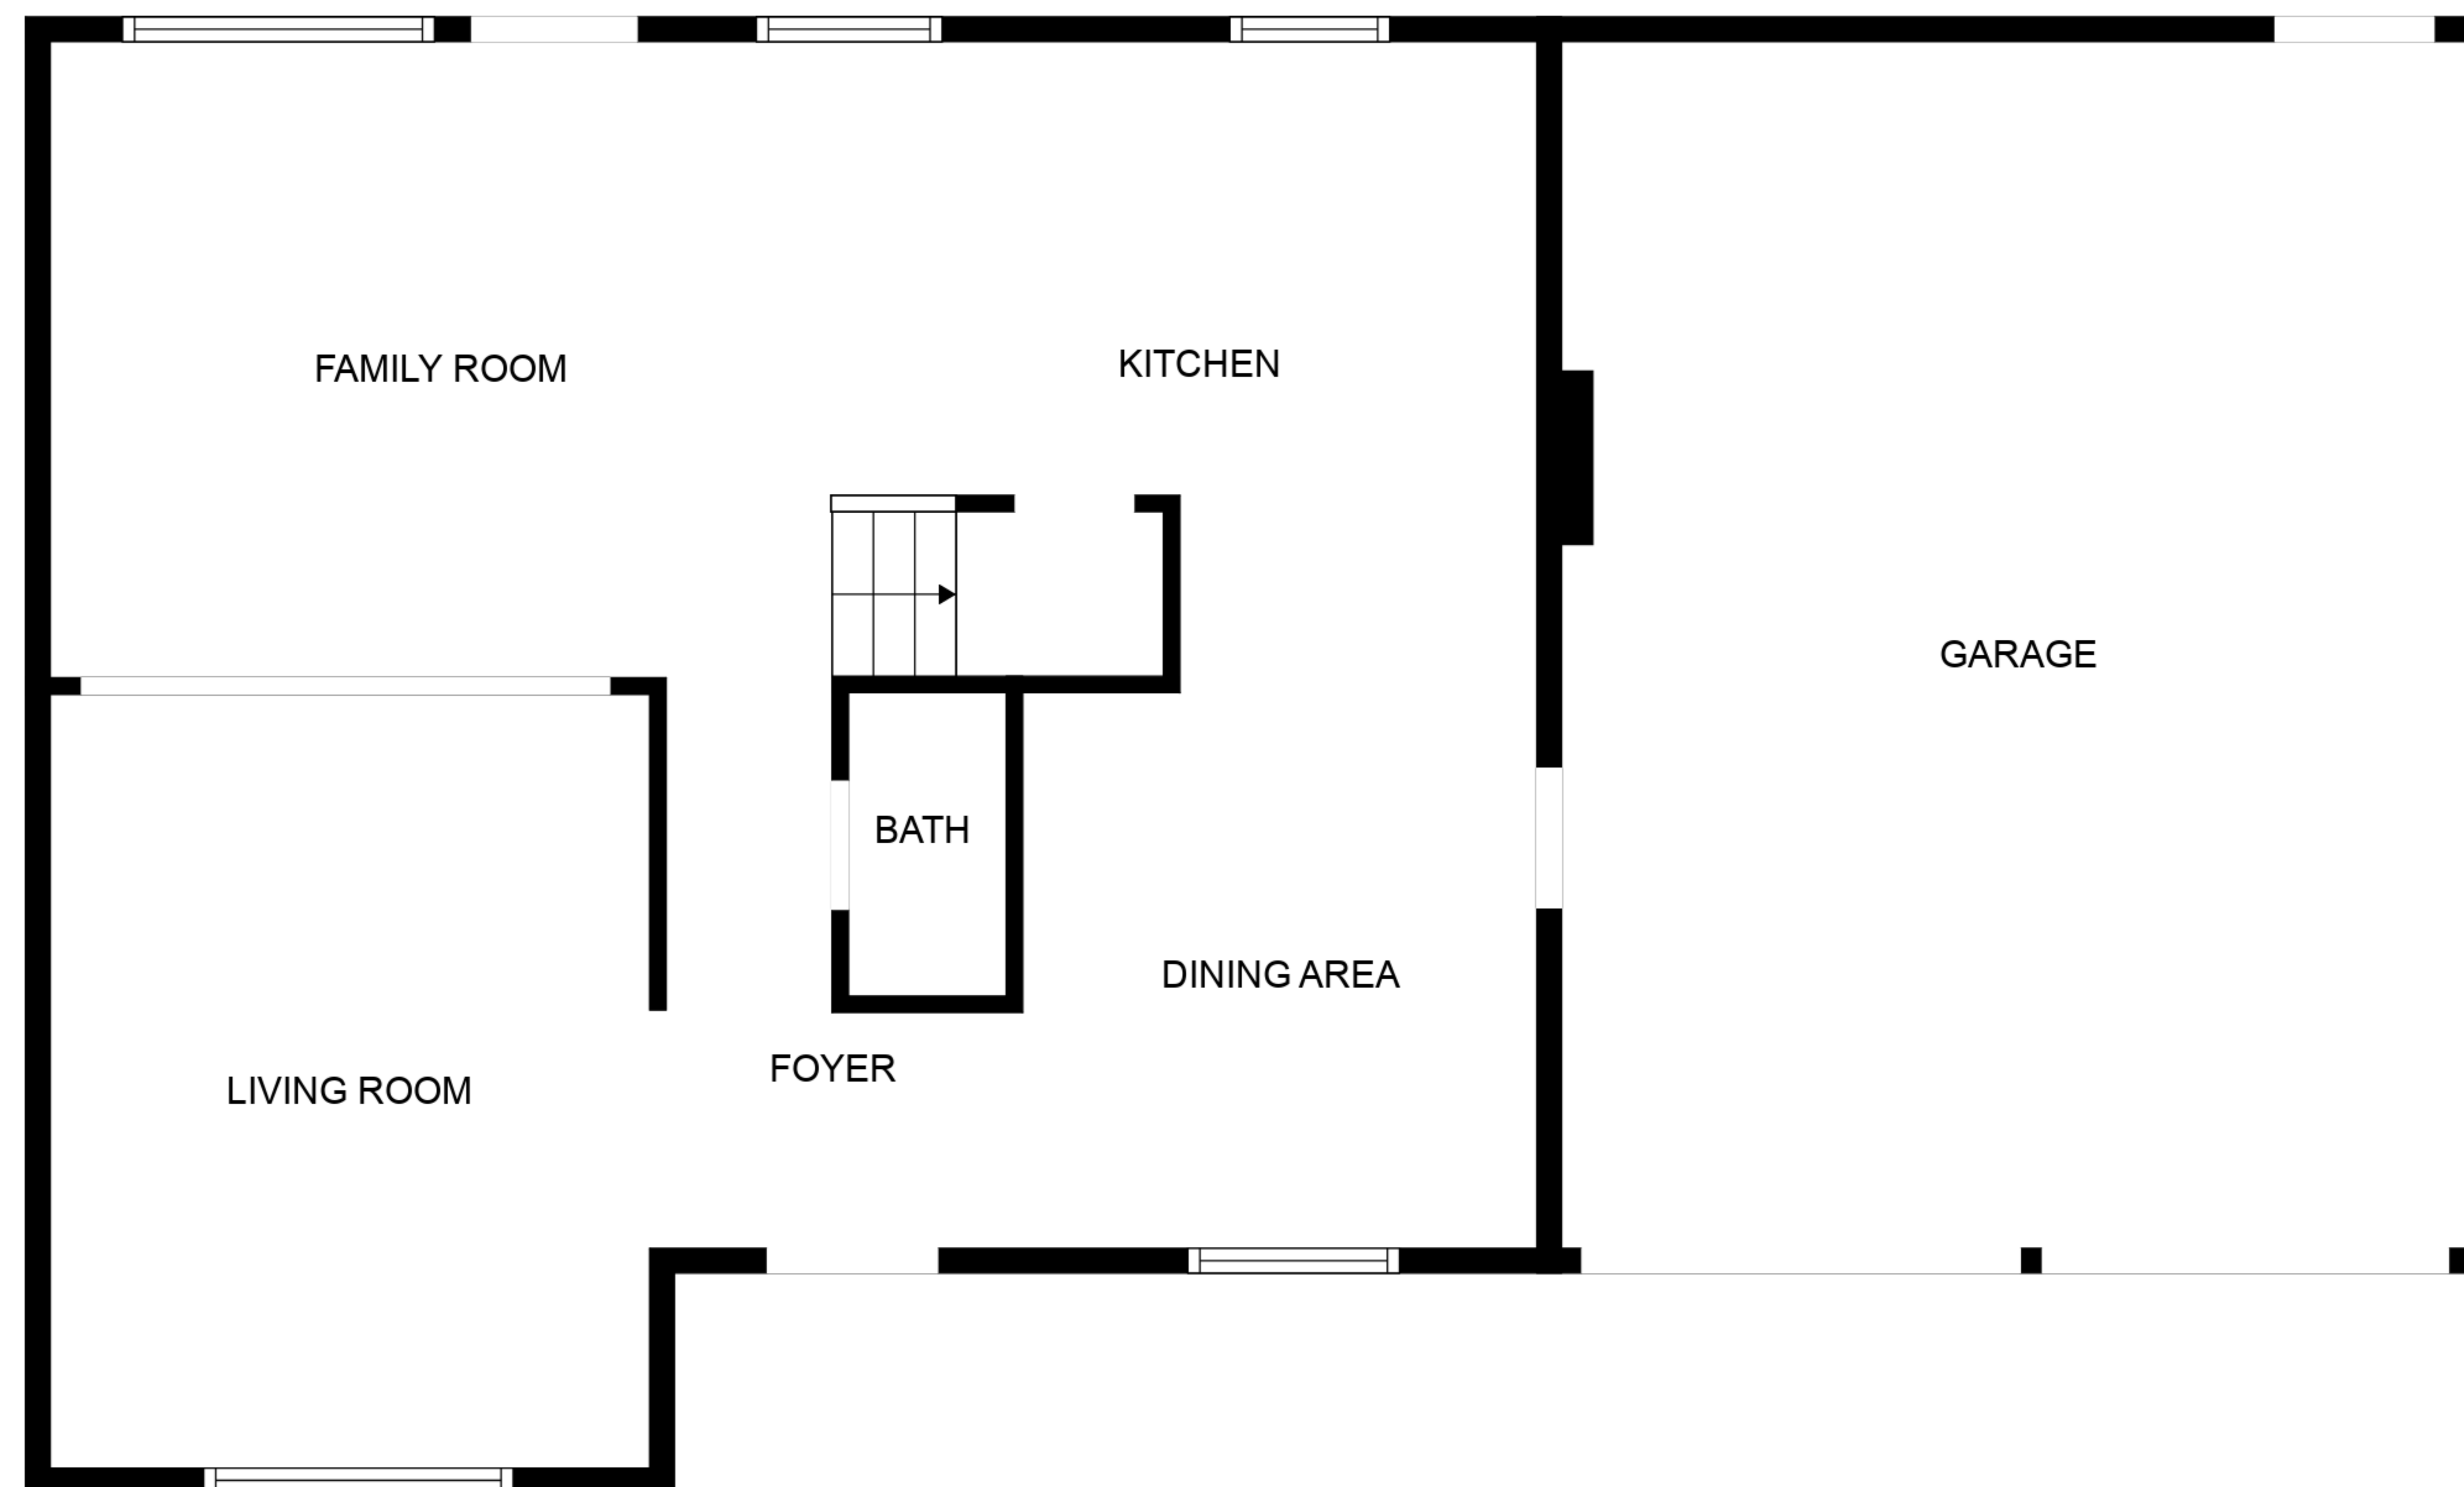 FAMILY ROOM
KITCHEN
GARAGE
BATH
DINING AREA
FOYER
LIVING ROOM